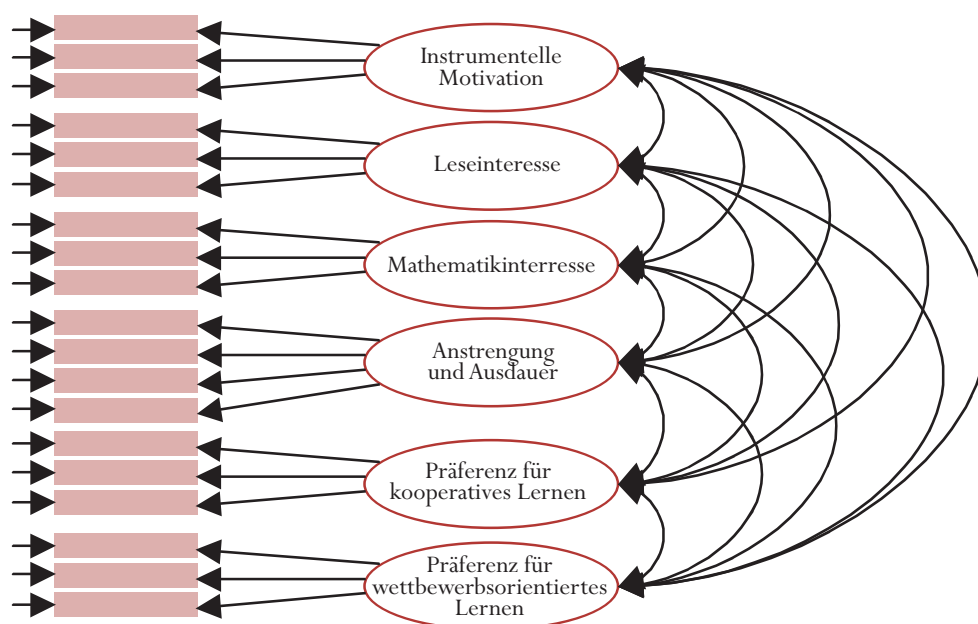 Instrumentelle
Motivation
Leseinteresse
Mathematikinterresse
Anstrengung
und Ausdauer
Präferenz für
kooperatives Lernen
Präferenz für
wettbewerbsorientiertes
Lernen